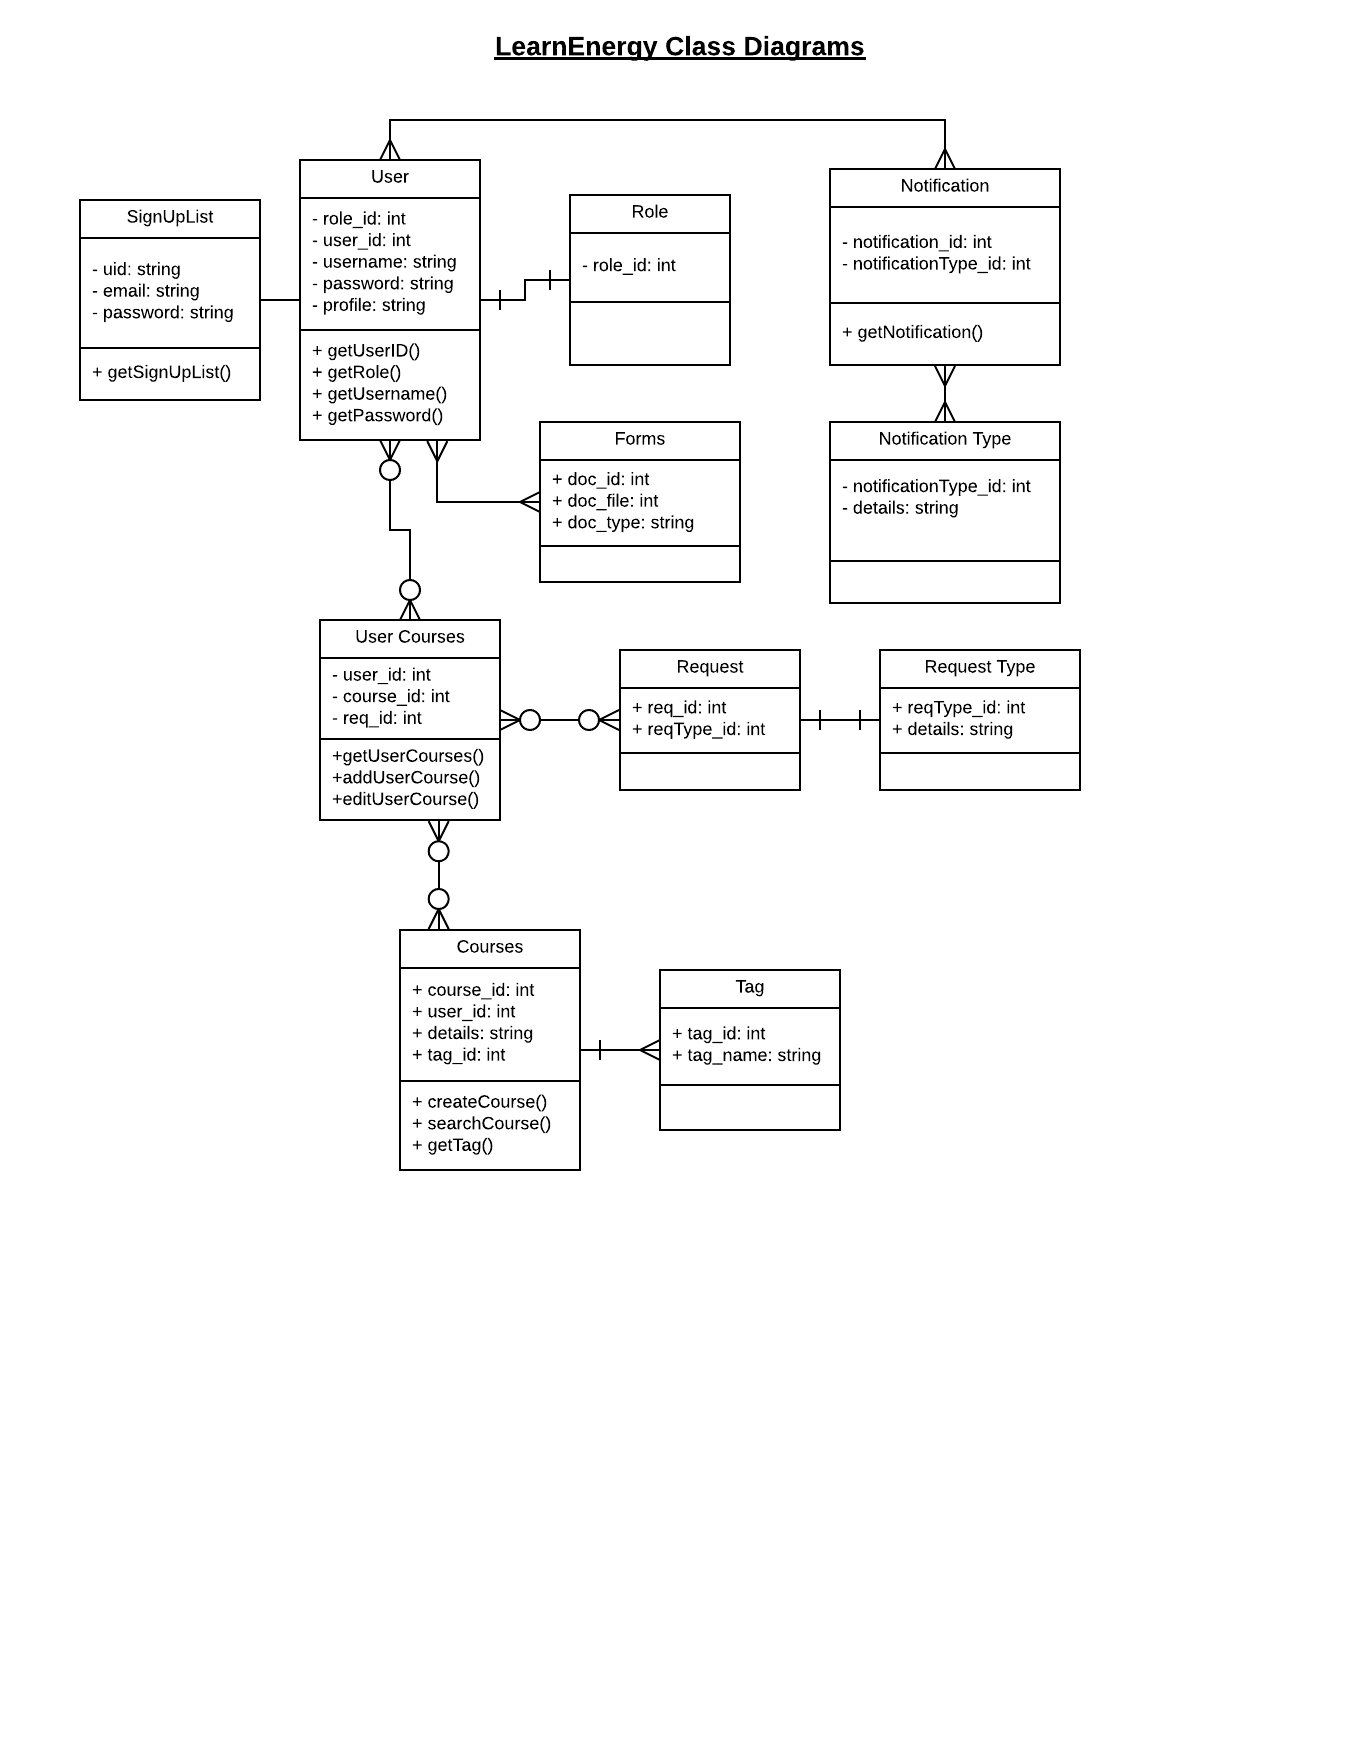 LearnEnergy Class Diagrams
User
- role_id: int
- user_id: int
- username: string
- password: string
- profile: string
+ getUserID()
+ getRole()
+ getUsername()
+ getPassword()
SignUpList
- uid: string
- email: string
- password: string
+ getSignUpList()
Role
- role_id: int
Notification
- notification_id: int
- notificationType_id: int
+ getNotification()
Forms
+ doc_id: int
+ doc_file: int
+ doc_type: string
Notification Type
- notificationType_id: int
- details: string
User Courses
- user_id: int
- course_id: int
- req_id: int
+getUserCourses()
+addUserCourse()
+editUserCourse()
Request
+ req_id: int
+ reqType_id: int
Request Type
+ reqType_id: int
+ details: string
Courses
+ course_id: int
+ user_id: int
+ details: string
+ tag_id: int
+ createCourse()
+ searchCourse()
+ getTag()
Tag
+ tag_id: int
+ tag_name: string